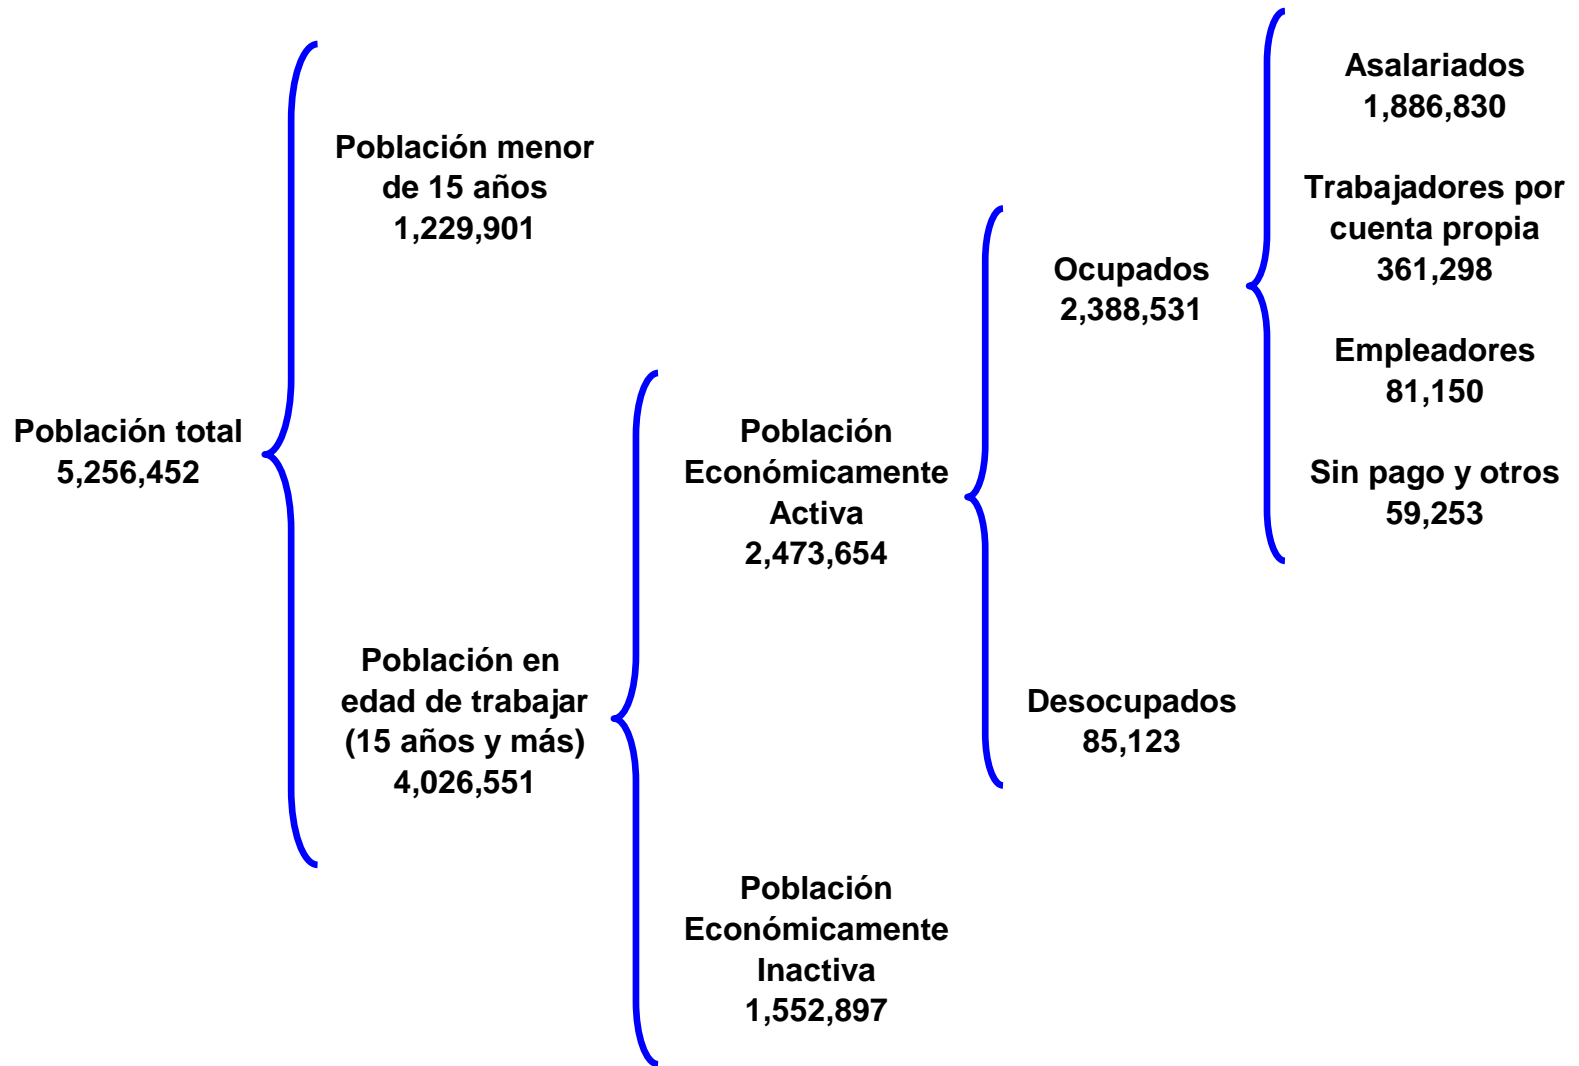 Población total
5,256,452
Población menor
de 15 años
1,229,901
Población en
edad de trabajar
(15 años y más)
4,026,551
Población
Económicamente
Activa
2,473,654
Población
Económicamente
Inactiva
1,552,897
Ocupados
2,388,531
Desocupados
85,123
Asalariados
1,886,830
Trabajadores por
cuenta propia
361,298
Empleadores
81,150
Sin pago y otros
59,253